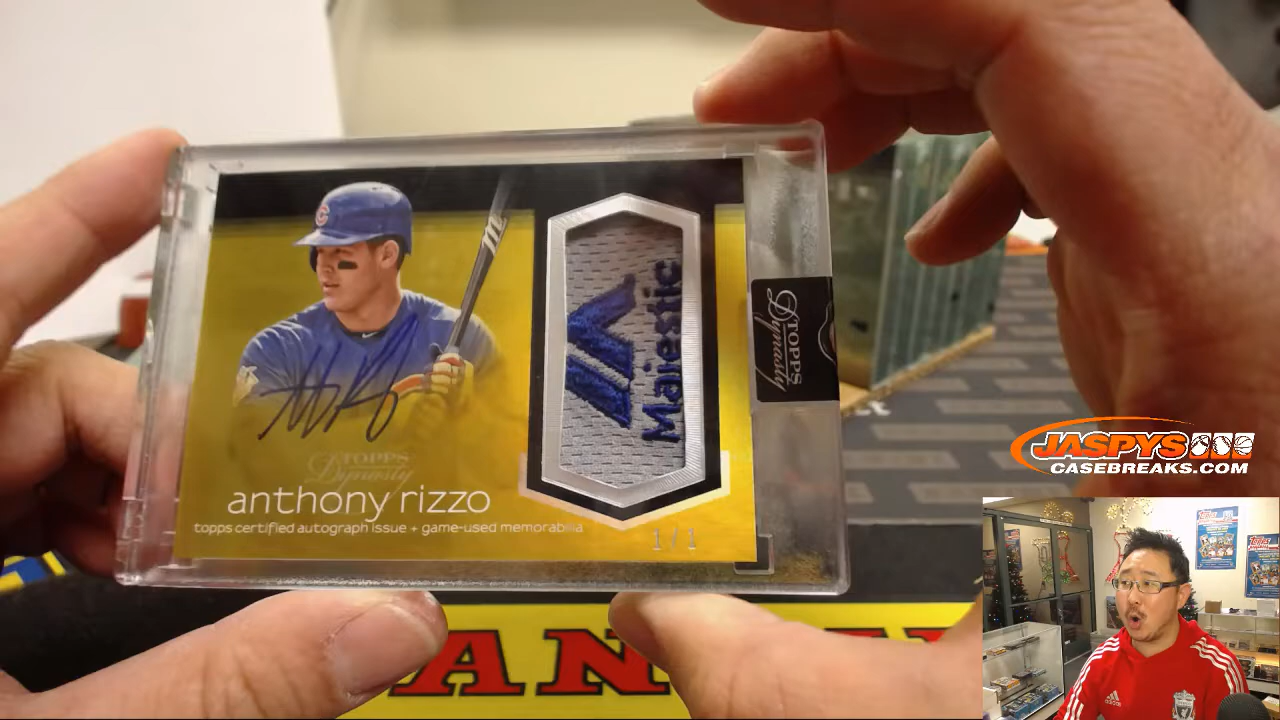 C
M
Majestic
TOPPS
Dynasty
TOPPS
Dynasty
anthony rizzo
topps certified autograph issue + game-used memorabilia
1/1
JASPYS
CASEBREAKS.COM
adidas